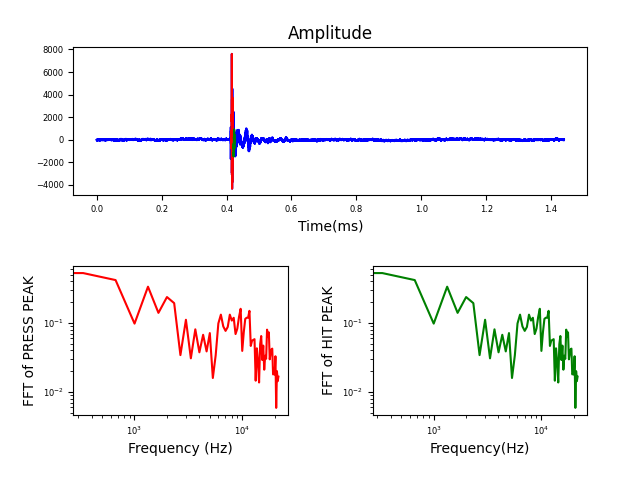 Amplitude
8000
6000
4000
2000
0
−2000
−4000
0.0 0.2 0.4 0.6 0.8 1.0 1.2 1.4
Time(ms)
FFT of PRESS PEAK
10⁻¹
10⁻²
10³ 10⁴
Frequency (Hz)
FFT of HIT PEAK
10⁻¹
10⁻²
10³ 10⁴
Frequency(Hz)